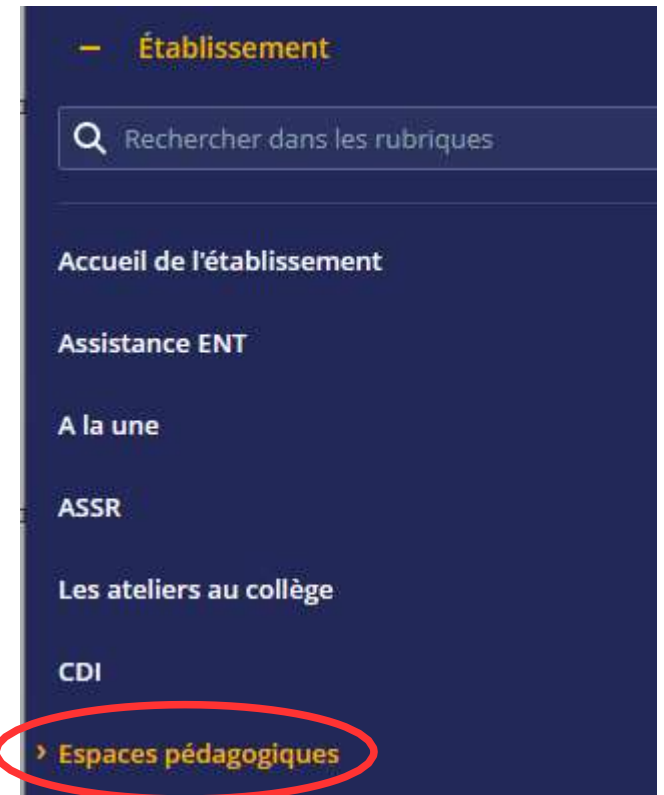 Établissement
Rechercher dans les rubriques
Accueil de l'établissement
Assistance ENT
A la une
ASSR
Les ateliers au collège
CDI
Espaces pédagogiques